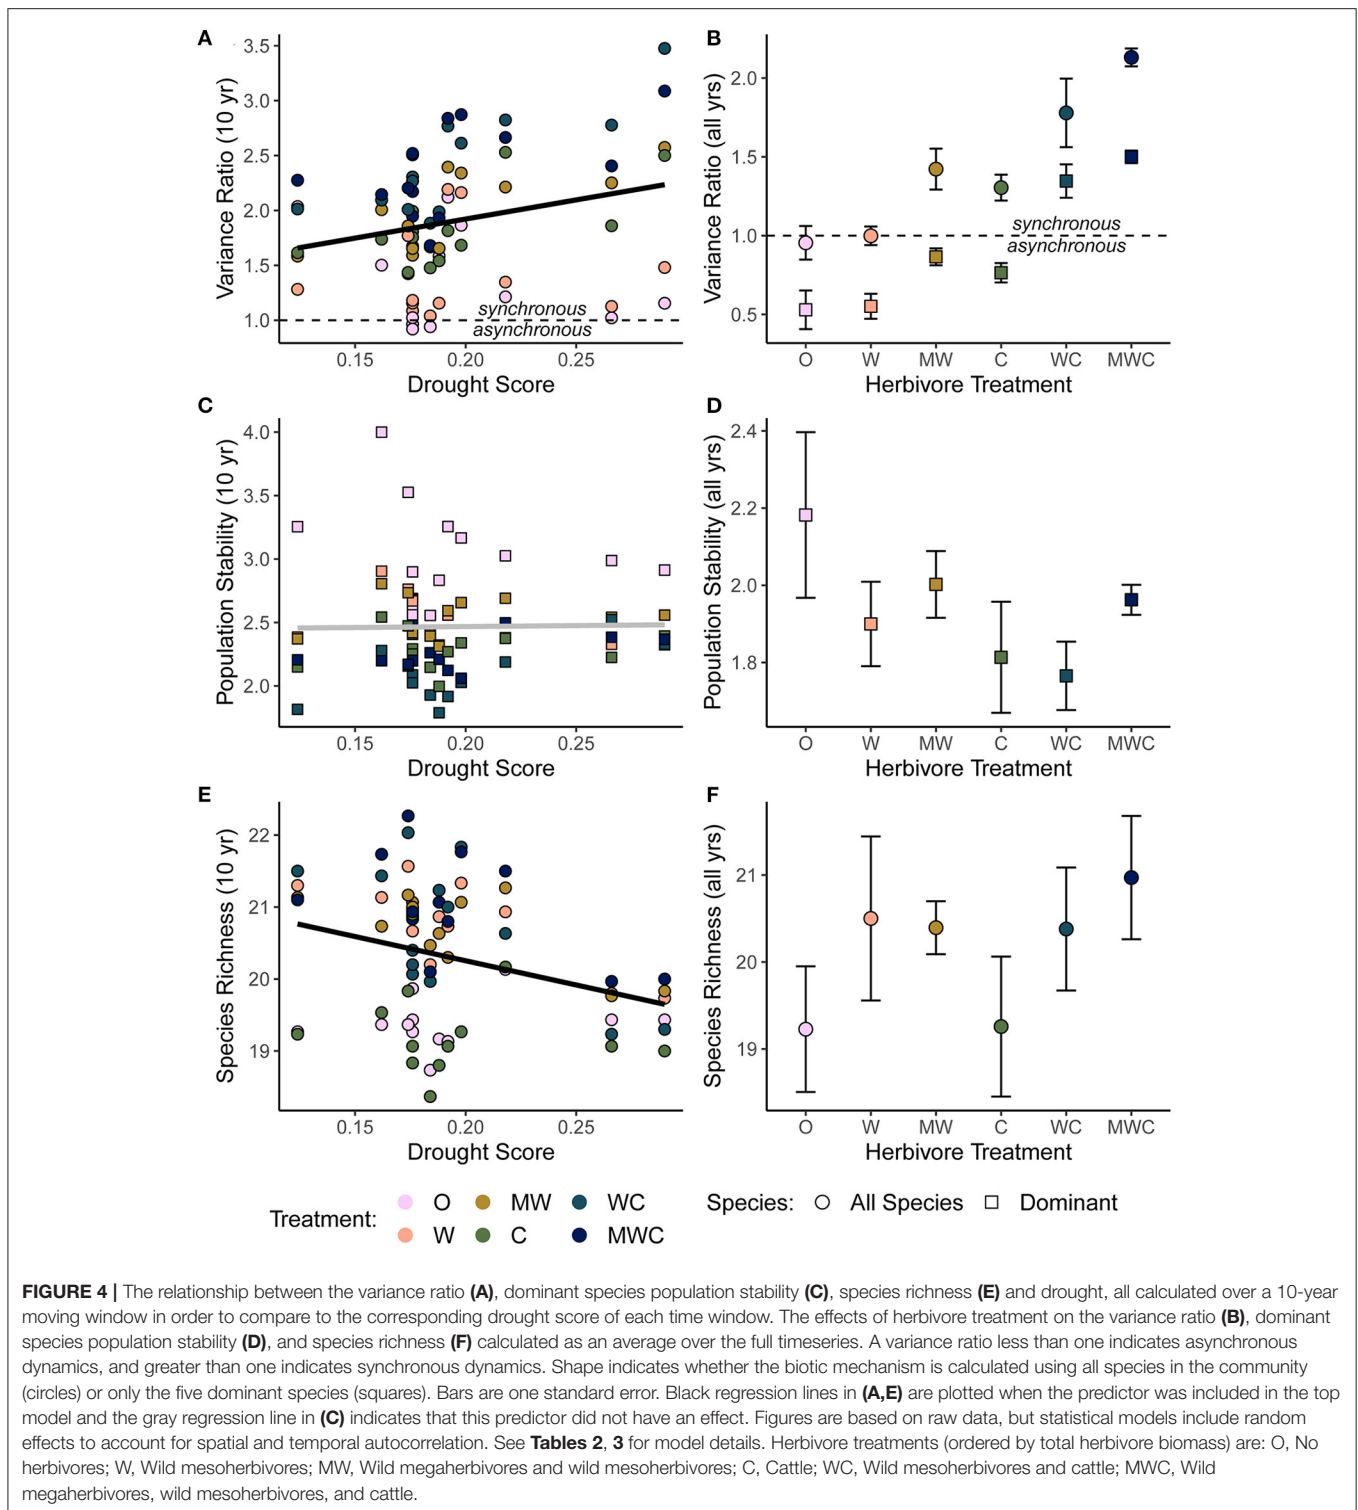 A
3.5
3.0
2.5
2.0
1.5
1.0
Variance Ratio (10 yr)
synchronous
asynchronous
0.15 0.20 0.25
Drought Score
B
2.0
1.5
1.0
0.5
Variance Ratio (all yrs)
synchronous
asynchronous
O W MW C WC MWC
Herbivore Treatment
C
4.0
3.5
3.0
2.5
2.0
Population Stability (10 yr)
0.15 0.20 0.25
Drought Score
D
2.4
2.2
2.0
1.8
Population Stability (all yrs)
O W MW C WC MWC
Herbivore Treatment
E
22
21
20
19
Species Richness (10 yr)
0.15 0.20 0.25
Drought Score
F
21
20
19
Species Richness (all yrs)
O W MW C WC MWC
Herbivore Treatment
Treatment: O MW WC
W C MWC
Species: All Species Dominant
FIGURE 4 | The relationship between the variance ratio (A), dominant species population stability (C), species richness (E) and drought, all calculated over a 10-year
moving window in order to compare to the corresponding drought score of each time window. The effects of herbivore treatment on the variance ratio (B), dominant
species population stability (D), and species richness (F) calculated as an average over the full timeseries. A variance ratio less than one indicates asynchronous
dynamics, and greater than one indicates synchronous dynamics. Shape indicates whether the biotic mechanism is calculated using all species in the community
(circles) or only the five dominant species (squares). Bars are one standard error. Black regression lines in (A,E) are plotted when the predictor was included in the top
model and the gray regression line in (C) indicates that this predictor did not have an effect. Figures are based on raw data, but statistical models include random
effects to account for spatial and temporal autocorrelation. See Tables 2, 3 for model details. Herbivore treatments (ordered by total herbivore biomass) are: O, No
herbivores; W, Wild mesoherbivores; MW, Wild megaherbivores and wild mesoherbivores; C, Cattle; WC, Wild mesoherbivores and cattle; MWC, Wild
megaherbivores, wild mesoherbivores, and cattle.